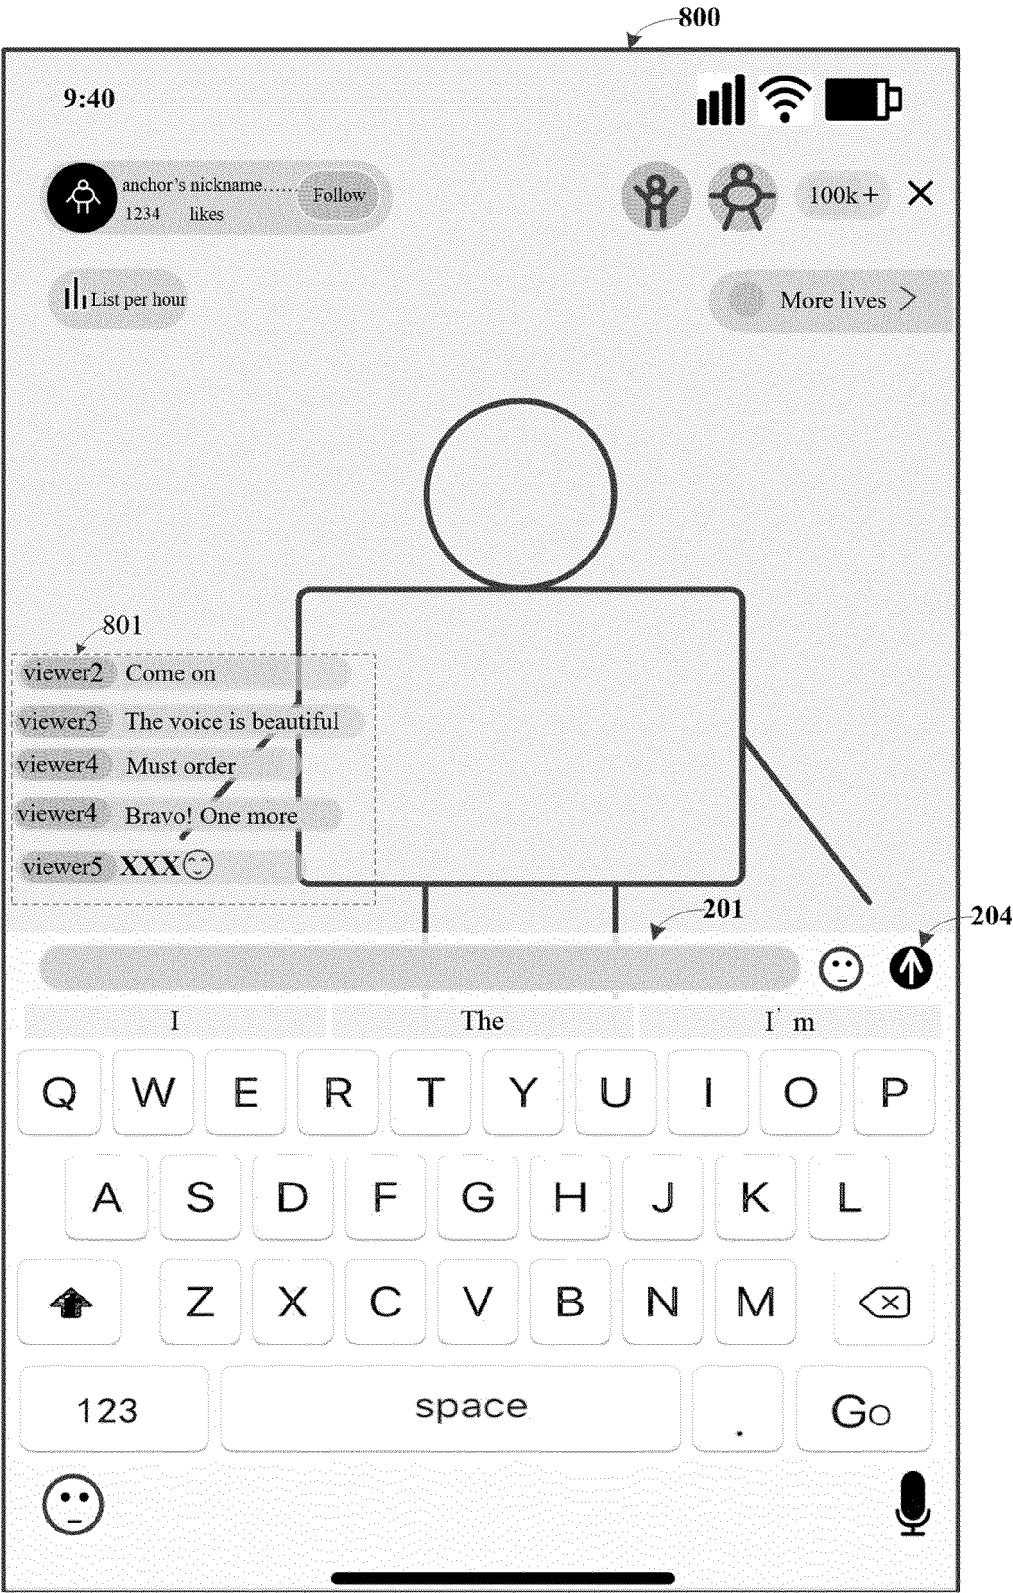 800
9:40
anchor's nickname......
Follow
1234 likes
100k+
List per hour
More lives
801
viewer2 Come on
viewer3 The voice is beautiful
viewer4 Must order
viewer4 Bravo! One more
viewer5 XXX
201
204
I The I'm
Q W E R T Y U I O P
A S D F G H J K L
Z X C V B N M
123 space . Go